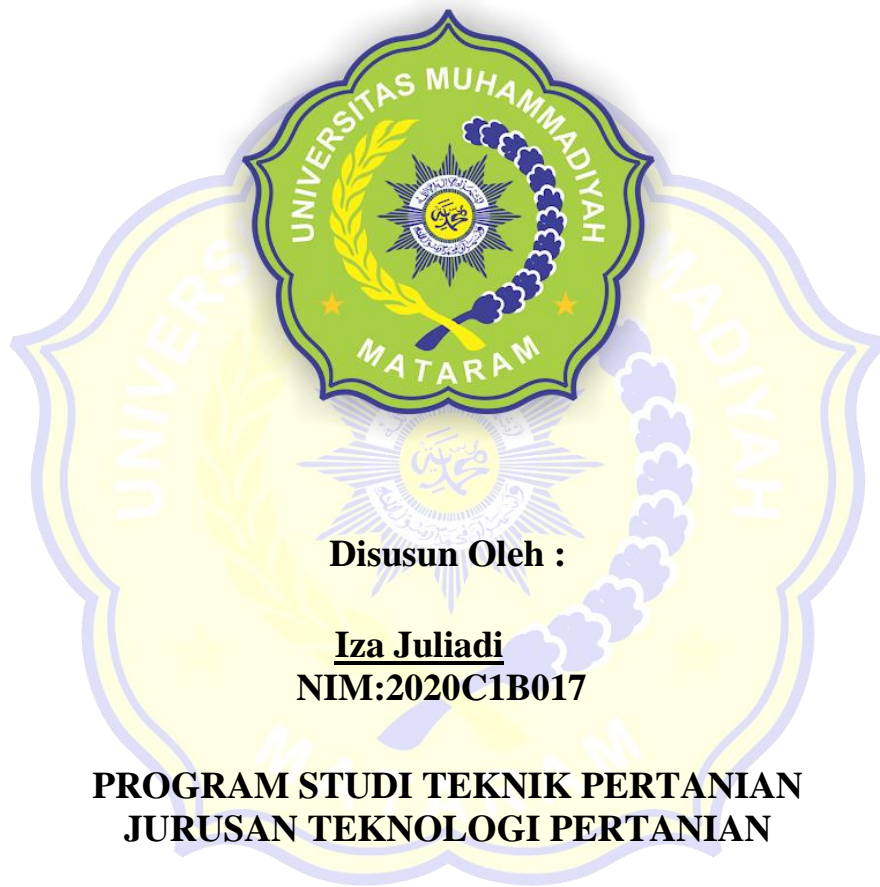 UNIVERSITAS MUHAMMADIYAH
MATARAM
Disusun Oleh :
Iza Juliadi
NIM:2020C1B017
PROGRAM STUDI TEKNIK PERTANIAN
JURUSAN TEKNOLOGI PERTANIAN